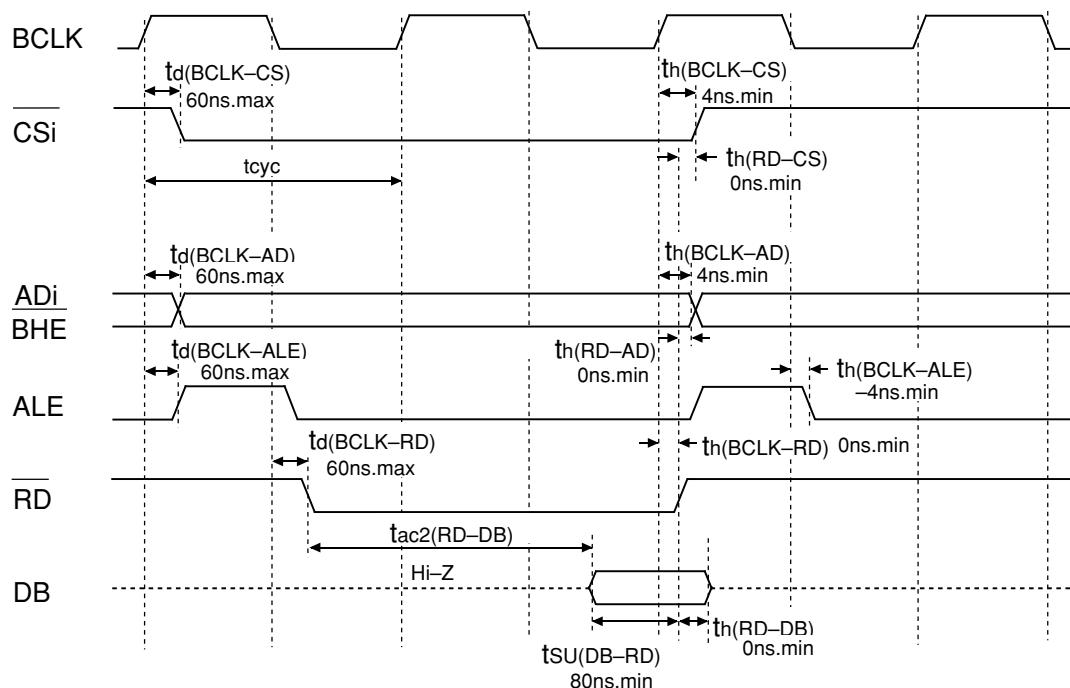 BCLK
td(BCLK–CS)
60ns.max
th(BCLK–CS)
4ns.min
CSi
th(RD–CS)
0ns.min
tcyc
td(BCLK–AD)
60ns.max
th(BCLK–AD)
4ns.min
ADi
BHE
td(BCLK–ALE)
60ns.max
th(RD–AD)
0ns.min
th(BCLK–ALE)
–4ns.min
ALE
td(BCLK–RD)
60ns.max
th(BCLK–RD) 0ns.min
RD
tac2(RD–DB)
Hi–Z
DB
th(RD–DB)
0ns.min
tSU(DB–RD)
80ns.min